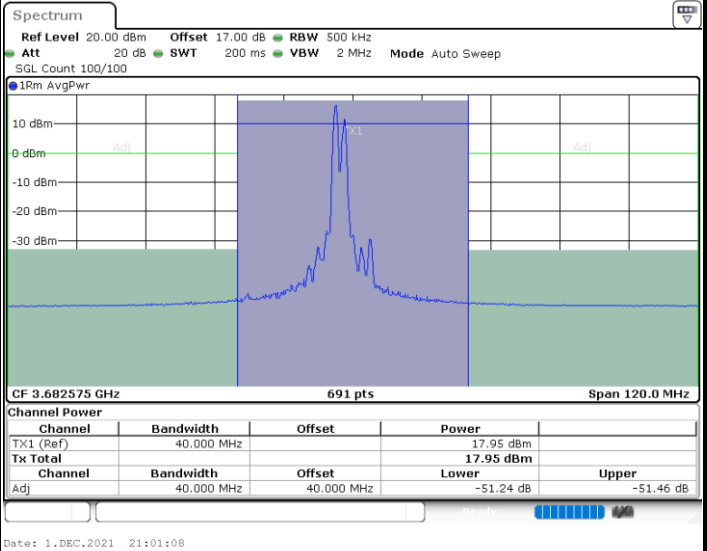 Spectrum
Ref Level 20.00 dBm Offset 17.00 dB RBW 500 kHz
Att 20 dB SWT 200 ms VBW 2 MHz Mode Auto Sweep
SGL Count 100/100
1Rm AvgPwr
10 dBm
TX1
0 dBm Adj Adj
-10 dBm
-20 dBm
-30 dBm
CF 3.682575 GHz 691 pts Span 120.0 MHz
Channel Power
Channel Bandwidth Offset Power
TX1 (Ref) 40.000 MHz 17.95 dBm
Tx Total 17.95 dBm
Channel Bandwidth Offset Lower Upper
Adj 40.000 MHz 40.000 MHz -51.24 dB -51.46 dB
Ready
Date: 1.DEC.2021 21:01:08